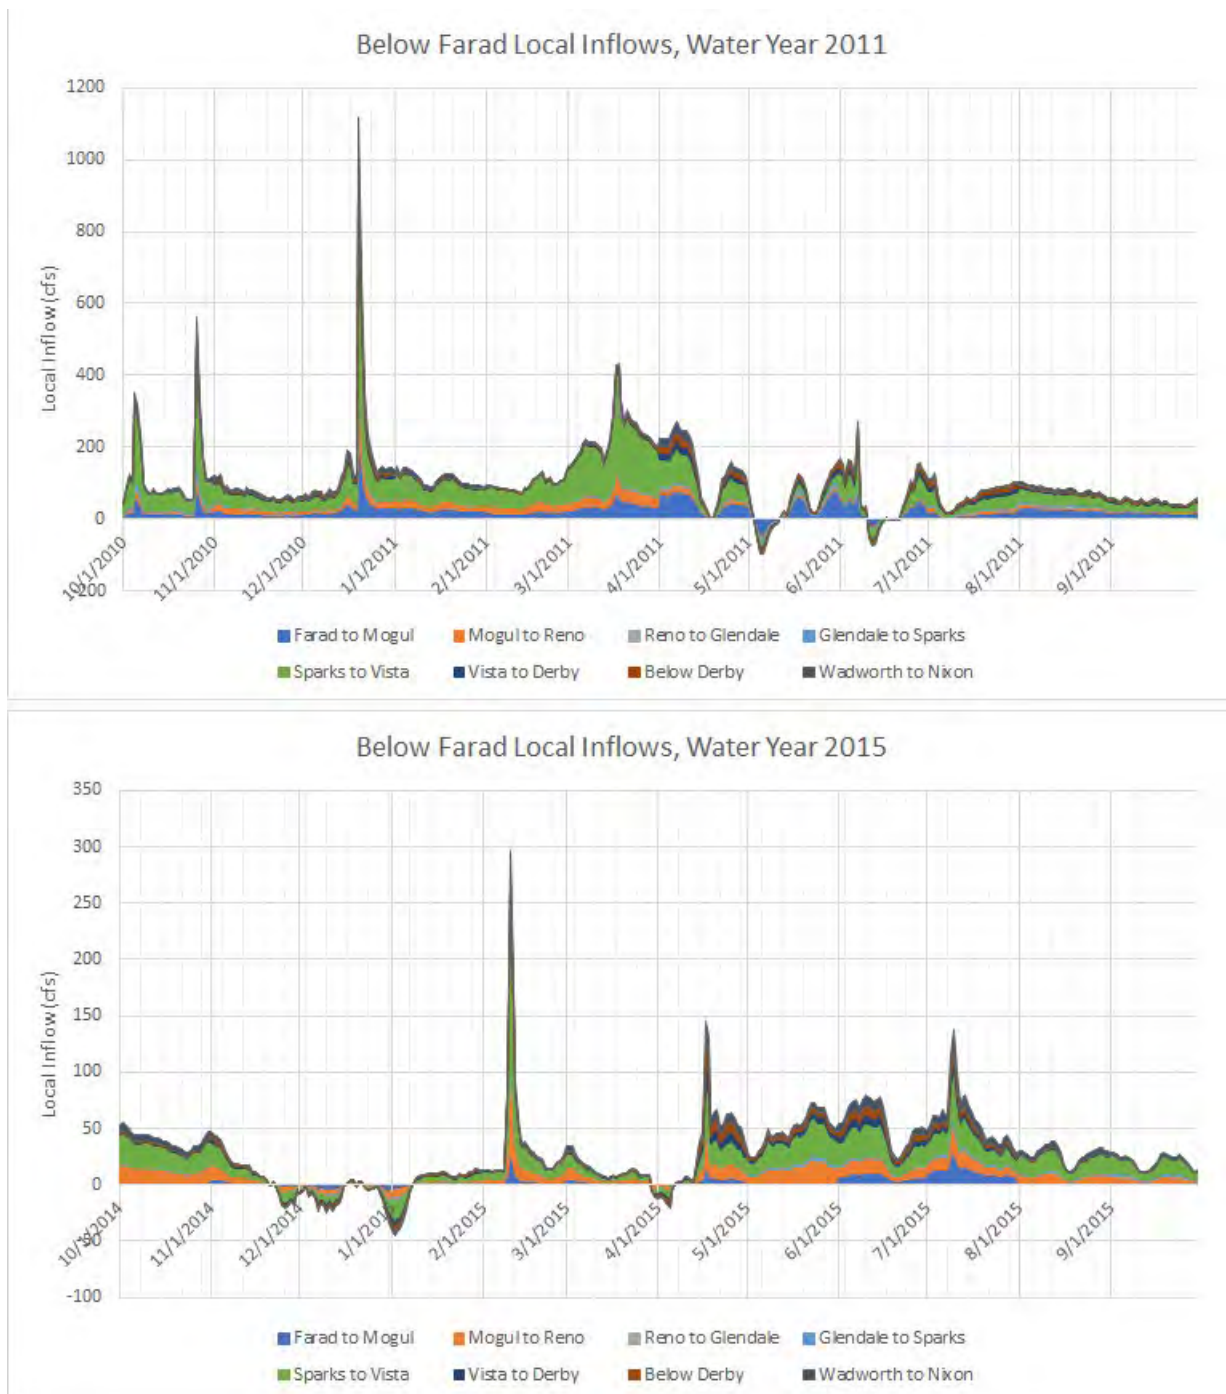 Below Farad Local Inflows, Water Year 2011
1200
1000
800
600
400
200
0
-200
Local Inflow (cfs)
10/1/2010
11/1/2010
12/1/2010
1/1/2011
2/1/2011
3/1/2011
4/1/2011
5/1/2011
6/1/2011
7/1/2011
8/1/2011
9/1/2011
Farad to Mogul
Mogul to Reno
Reno to Glendale
Glendale to Sparks
Sparks to Vista
Vista to Derby
Below Derby
Wadworth to Nixon
Below Farad Local Inflows, Water Year 2015
350
300
250
200
150
100
50
0
-50
-100
Local Inflow (cfs)
10/1/2014
11/1/2014
12/1/2014
1/1/2015
2/1/2015
3/1/2015
4/1/2015
5/1/2015
6/1/2015
7/1/2015
8/1/2015
9/1/2015
Farad to Mogul
Mogul to Reno
Reno to Glendale
Glendale to Sparks
Sparks to Vista
Vista to Derby
Below Derby
Wadworth to Nixon